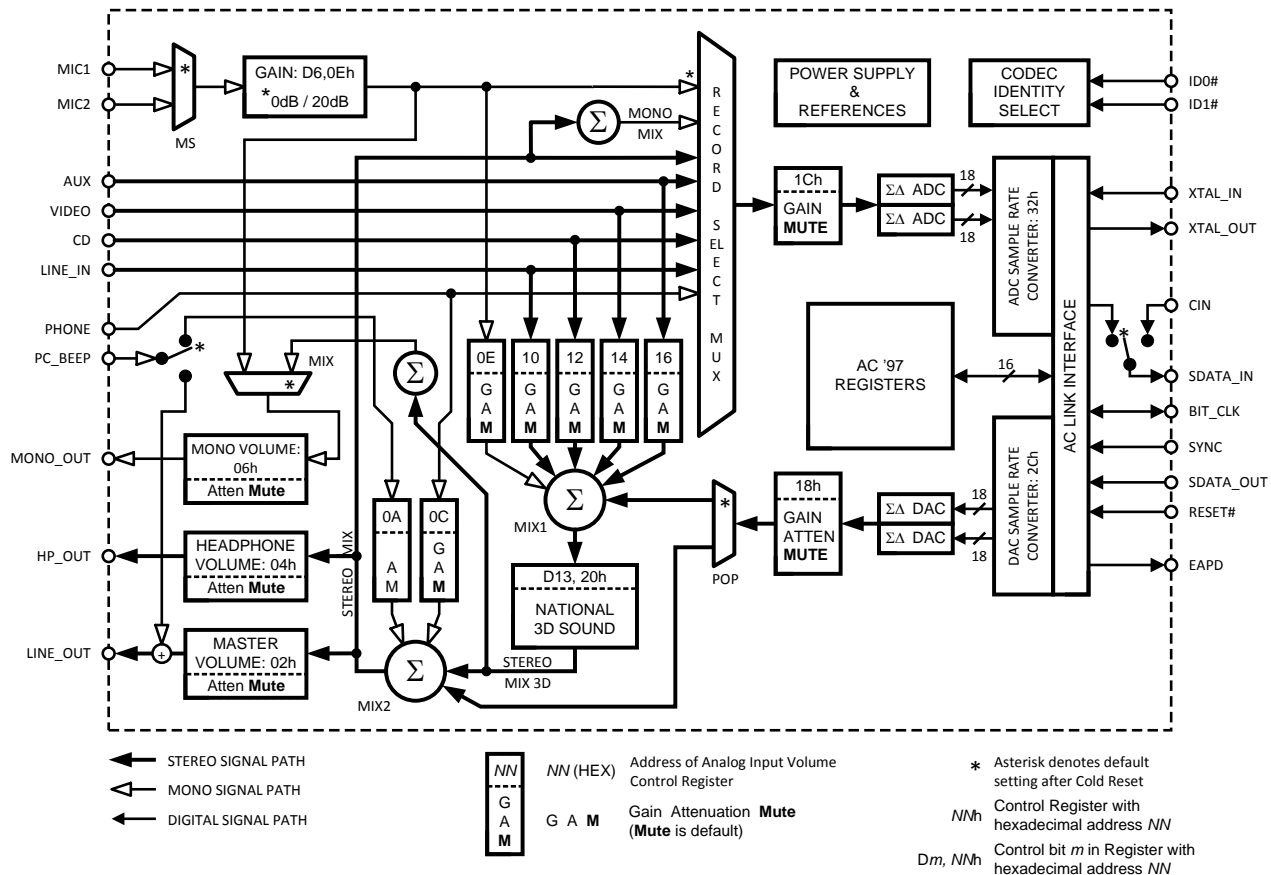 MIC1
MIC2
*
MS
GAIN: D6,0Eh
*0dB / 20dB
*
Σ
MONO
MIX
RECORD SELECT MUX
POWER SUPPLY
&
REFERENCES
CODEC
IDENTITY
SELECT
ID0#
ID1#
AUX
VIDEO
CD
LINE_IN
PHONE
PC_BEEP
*
1Ch
GAIN
MUTE
ΣΔ ADC
ΣΔ ADC
18
18
ADC SAMPLE RATE
CONVERTER: 32h
AC LINK INTERFACE
XTAL_IN
XTAL_OUT
CIN
*
SDATA_IN
BIT_CLK
SYNC
SDATA_OUT
RESET#
EAPD
MIX
*
Σ
0E
G
A
M
10
G
A
M
12
G
A
M
14
G
A
M
16
G
A
M
AC '97
REGISTERS
16
MONO_OUT
MONO VOLUME:
06h
Atten Mute
0A
A
M
0C
G
A
M
Σ
MIX1
*
POP
18h
GAIN
ATTEN
MUTE
ΣΔ DAC
ΣΔ DAC
18
18
DAC SAMPLE RATE
CONVERTER: 2Ch
HP_OUT
HEADPHONE
VOLUME: 04h
Atten Mute
STEREO MIX
D13, 20h
NATIONAL
3D SOUND
LINE_OUT
+
MASTER
VOLUME: 02h
Atten Mute
Σ
MIX2
STEREO
MIX 3D
STEREO SIGNAL PATH
MONO SIGNAL PATH
DIGITAL SIGNAL PATH
NN
G
A
M
NN (HEX)
Address of Analog Input Volume
Control Register
G A M
Gain Attenuation Mute
(Mute is default)
* Asterisk denotes default
setting after Cold Reset
NNh Control Register with
hexadecimal address NN
Dm, NNh Control bit m in Register with
hexadecimal address NN